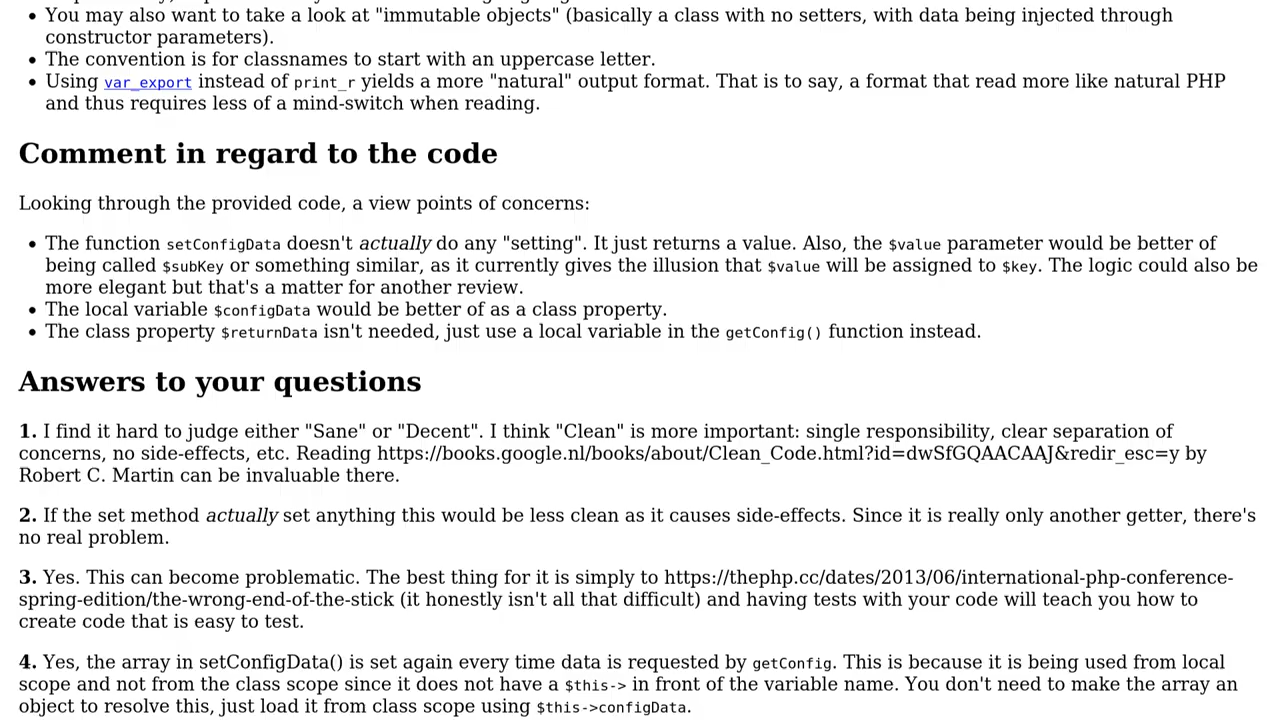 You may also want to take a look at "immutable objects" (basically a class with no setters, with data being injected through
constructor parameters).
The convention is for classnames to start with an uppercase letter.
Using var_export instead of print_r yields a more "natural" output format. That is to say, a format that read more like natural PHP
and thus requires less of a mind-switch when reading.
Comment in regard to the code
Looking through the provided code, a view points of concerns:
The function setConfigData doesn't actually do any "setting". It just returns a value. Also, the $value parameter would be better of
being called $subKey or something similar, as it currently gives the illusion that $value will be assigned to $key. The logic could also be
more elegant but that's a matter for another review.
The local variable $configData would be better of as a class property.
The class property $returnData isn't needed, just use a local variable in the getConfig() function instead.
Answers to your questions
1. I find it hard to judge either "Sane" or "Decent". I think "Clean" is more important: single responsibility, clear separation of
concerns, no side-effects, etc. Reading https://books.google.nl/books/about/Clean_Code.html?id=dwSfGQAACAAJ&redir_esc=y by
Robert C. Martin can be invaluable there.
2. If the set method actually set anything this would be less clean as it causes side-effects. Since it is really only another getter, there's
no real problem.
3. Yes. This can become problematic. The best thing for it is simply to https://thephp.cc/dates/2013/06/international-php-conference-
spring-edition/the-wrong-end-of-the-stick (it honestly isn't all that difficult) and having tests with your code will teach you how to
create code that is easy to test.
4. Yes, the array in setConfigData() is set again every time data is requested by getConfig. This is because it is being used from local
scope and not from the class scope since it does not have a $this-> in front of the variable name. You don't need to make the array an
object to resolve this, just load it from class scope using $this->configData.